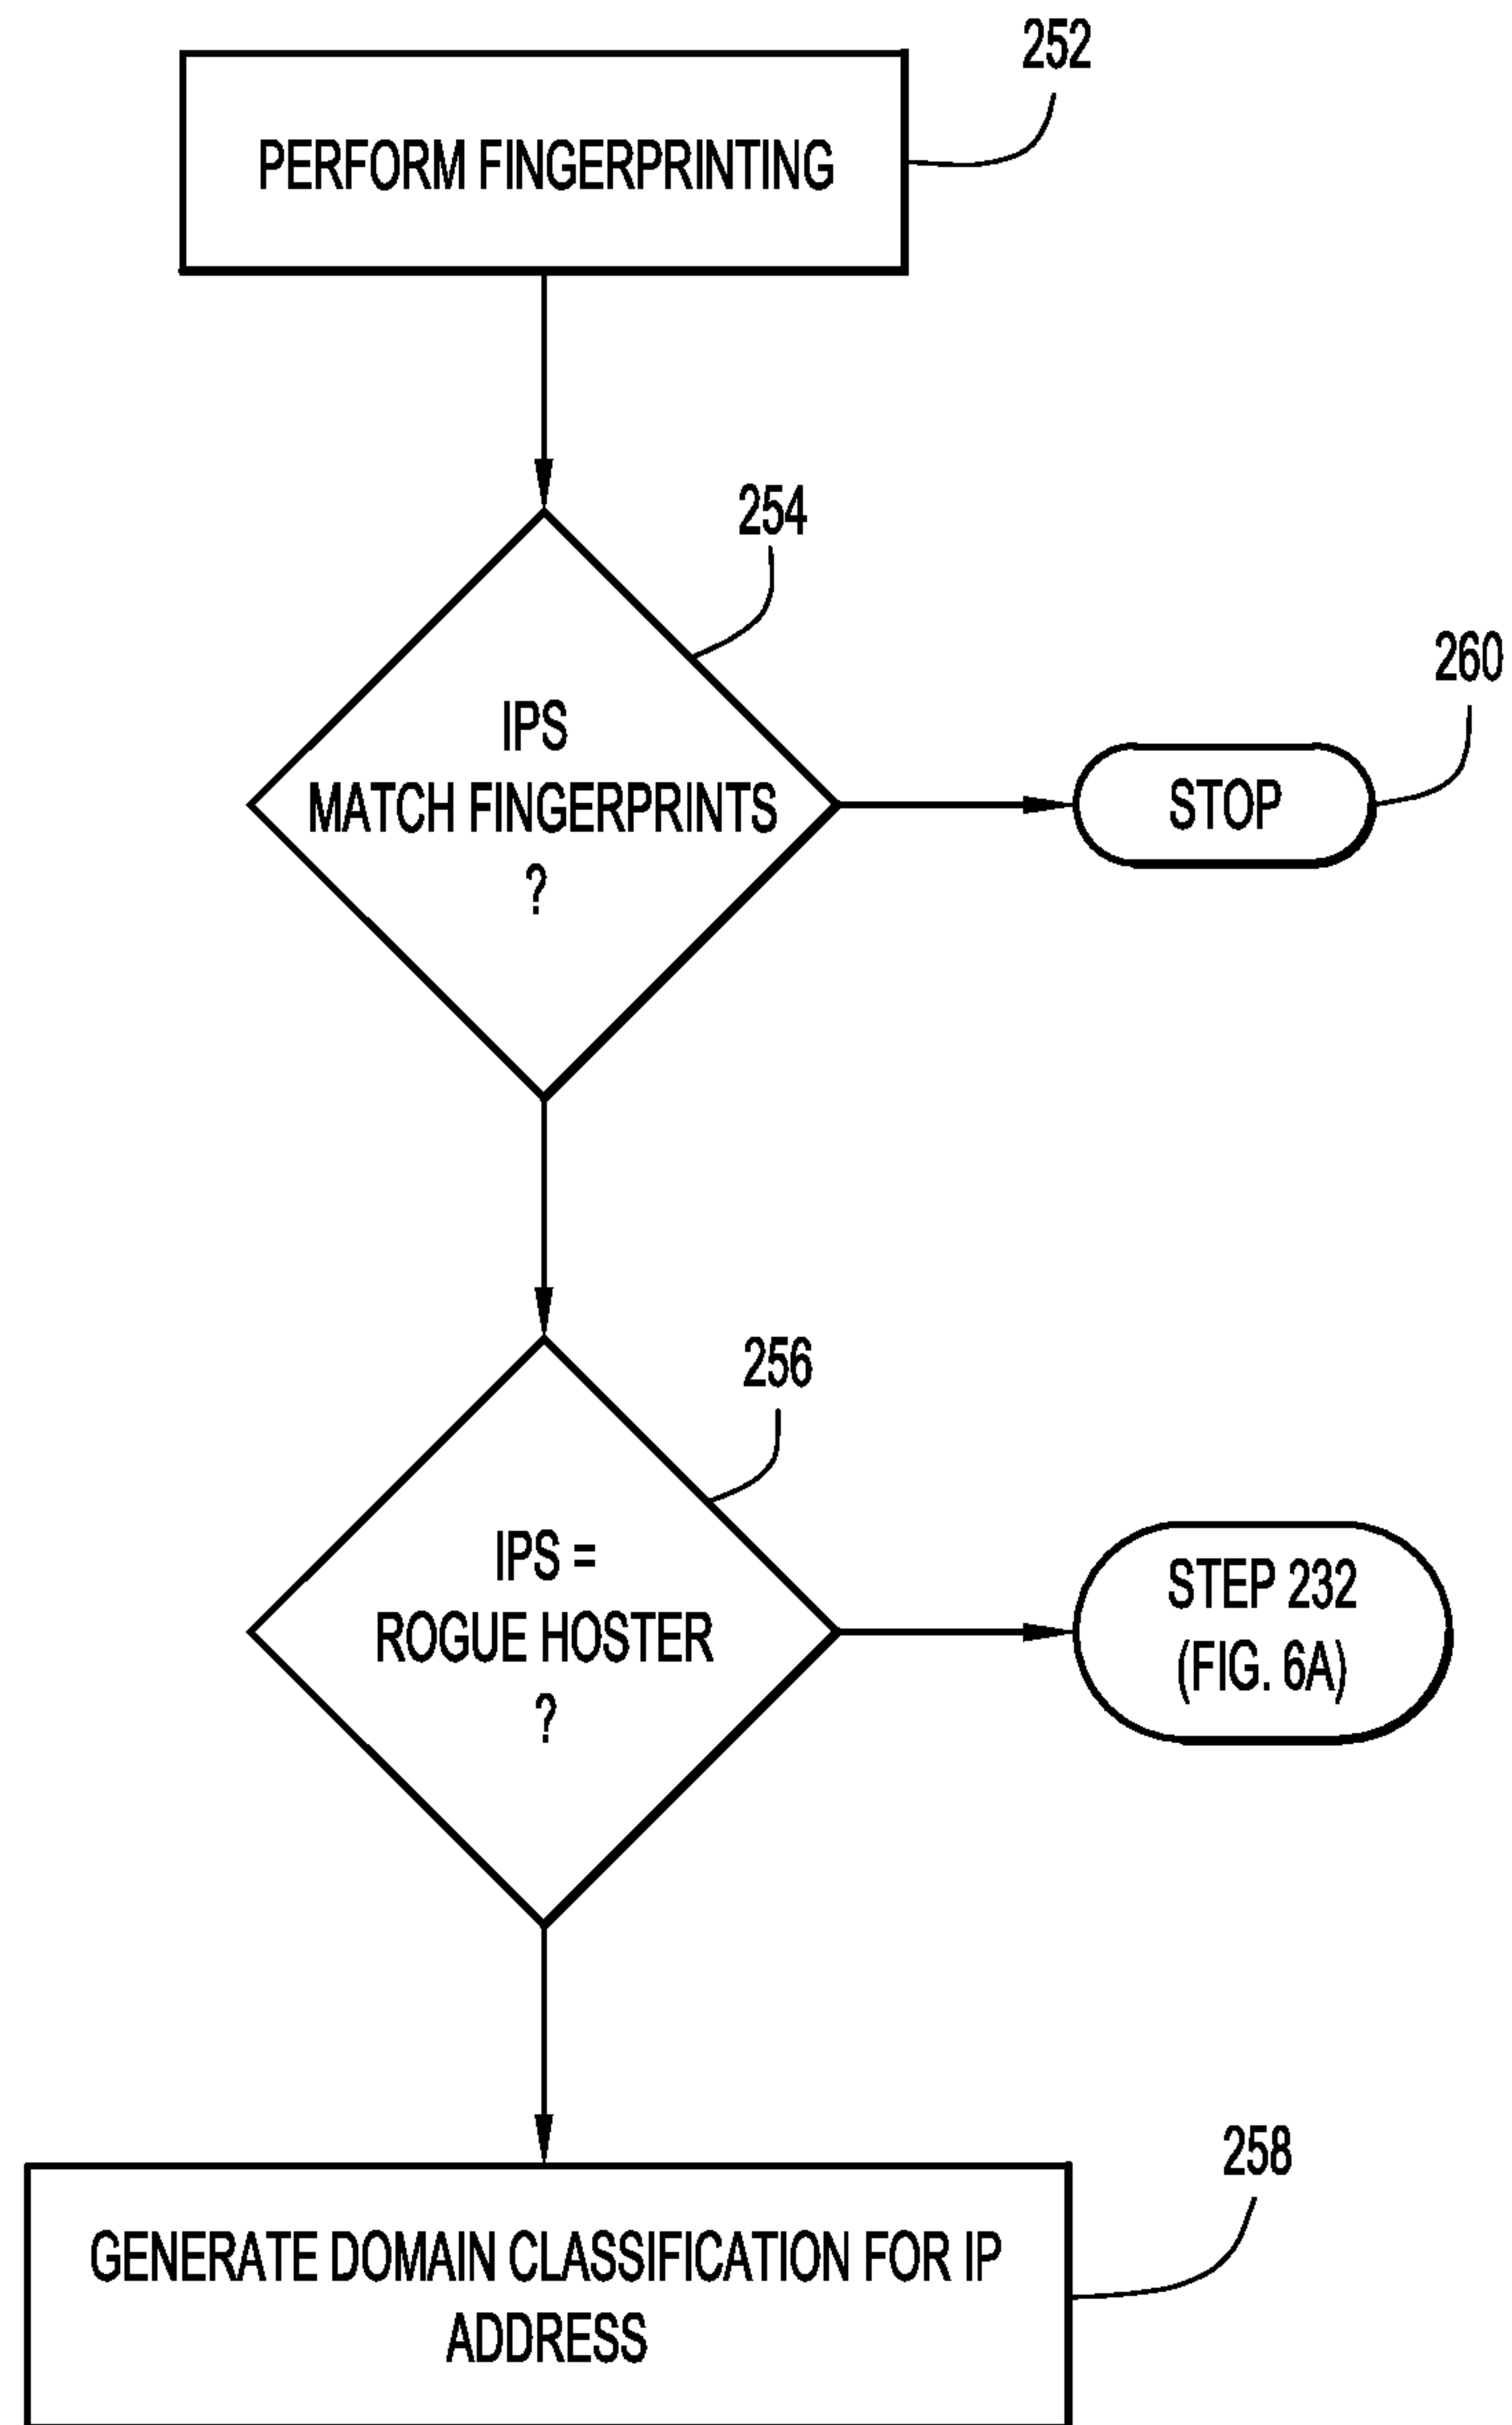 252
PERFORM FINGERPRINTING
254
IPS
MATCH FINGERPRINTS
?
260
STOP
256
IPS =
ROGUE HOSTER
?
STEP 232
(FIG. 6A)
258
GENERATE DOMAIN CLASSIFICATION FOR IP
ADDRESS